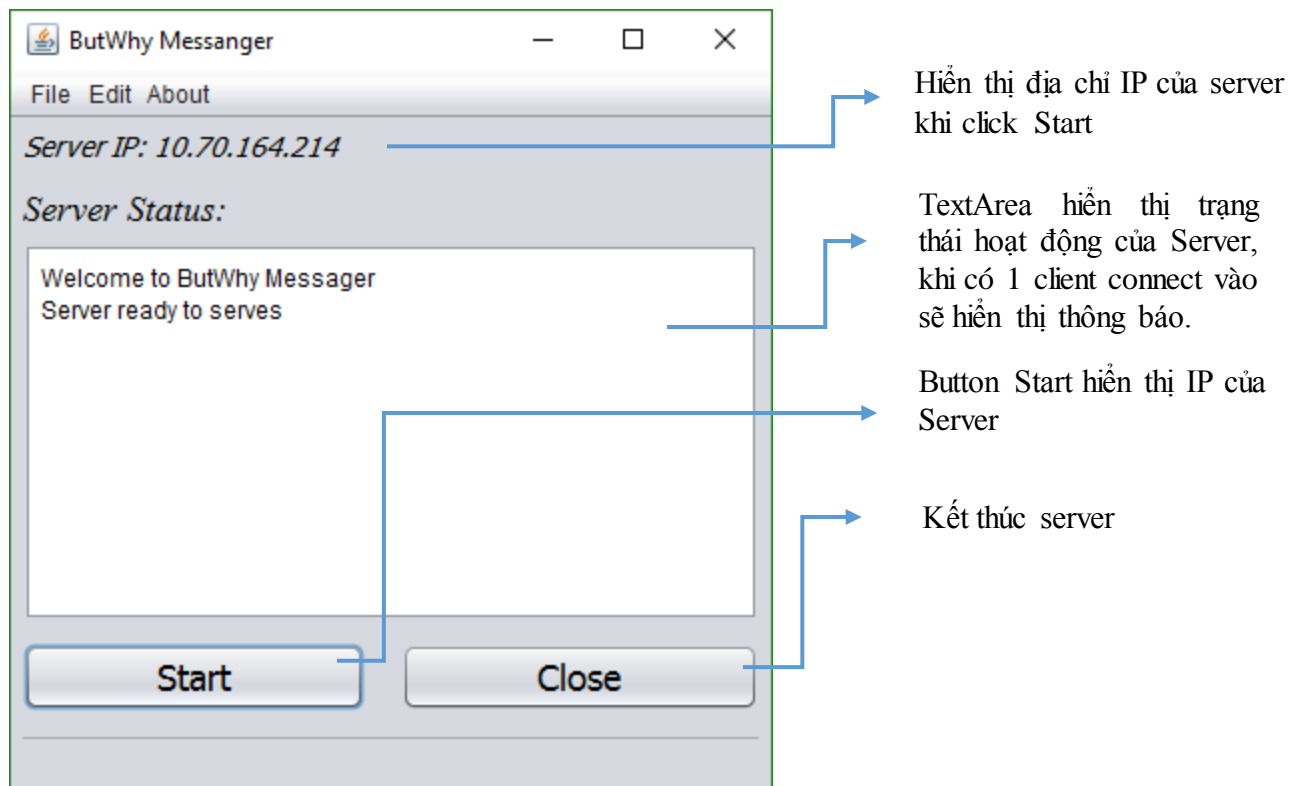 ButWhy Messanger
File Edit About
Server IP: 10.70.164.214
Server Status:
Welcome to ButWhy Messager
Server ready to serves
Start
Close
Hiển thị địa chỉ IP của server
khi click Start
TextArea hiển thị trạng
thái hoạt động của Server,
khi có 1 client connect vào
sẽ hiển thị thông báo.
Button Start hiển thị IP của
Server
Kết thúc server